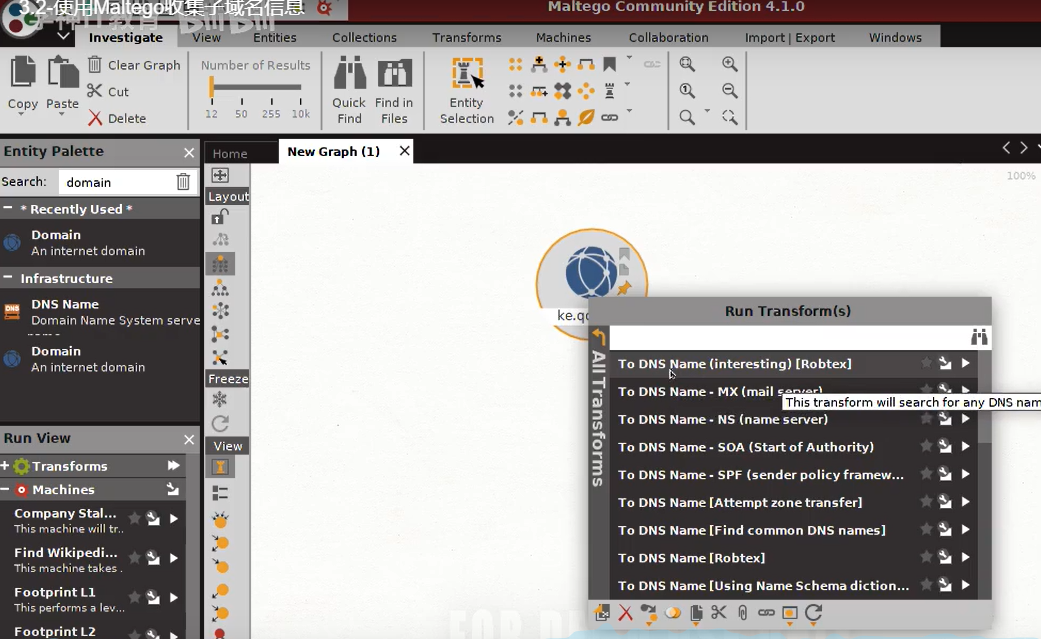 3.2-使用Maltego收集子域名信息
Maltego Community Edition 4.1.0
Investigate View Entities Collections Transforms Machines Collaboration Import | Export Windows
Copy Paste
Clear Graph
Cut
Delete
Number of Results
12 50 255 10k
Quick Find
Find in Files
Entity Selection
Entity Palette
Home New Graph (1)
100%
Search: domain
* Recently Used *
Domain
An internet domain
Infrastructure
DNS Name
Domain Name System serve
Domain
An internet domain
Layout
Freeze
View
ke.qc
Run Transform(s)
All Transforms
To DNS Name (interesting) [Robtex]
To DNS Name - MX (mail server)
This transform will search for any DNS nam
To DNS Name - NS (name server)
To DNS Name - SOA (Start of Authority)
To DNS Name - SPF (sender policy framew...
To DNS Name [Attempt zone transfer]
To DNS Name [Find common DNS names]
To DNS Name [Robtex]
To DNS Name [Using Name Schema diction...
Run View
Transforms
Machines
Company Stal...
This machine will tr..
Find Wikipedi...
This machine takes .
Footprint L1
This performs a lev...
Footprint L2